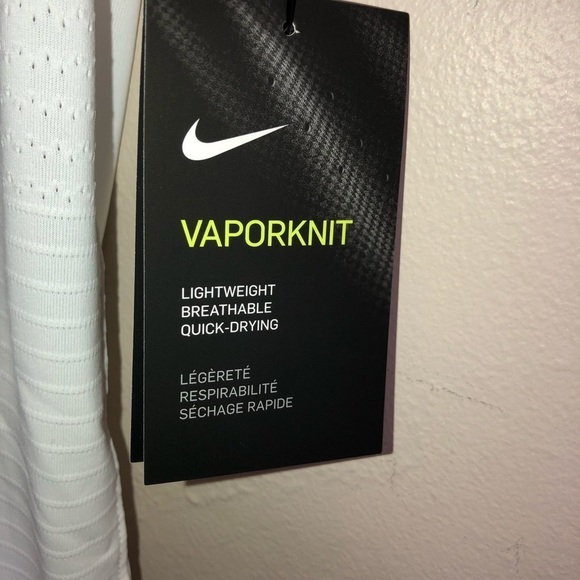 VAPORKNIT
LIGHTWEIGHT
BREATHABLE
QUICK-DRYING
LÉGÈRETÉ
RESPIRABILITÉ
SÉCHAGE RAPIDE